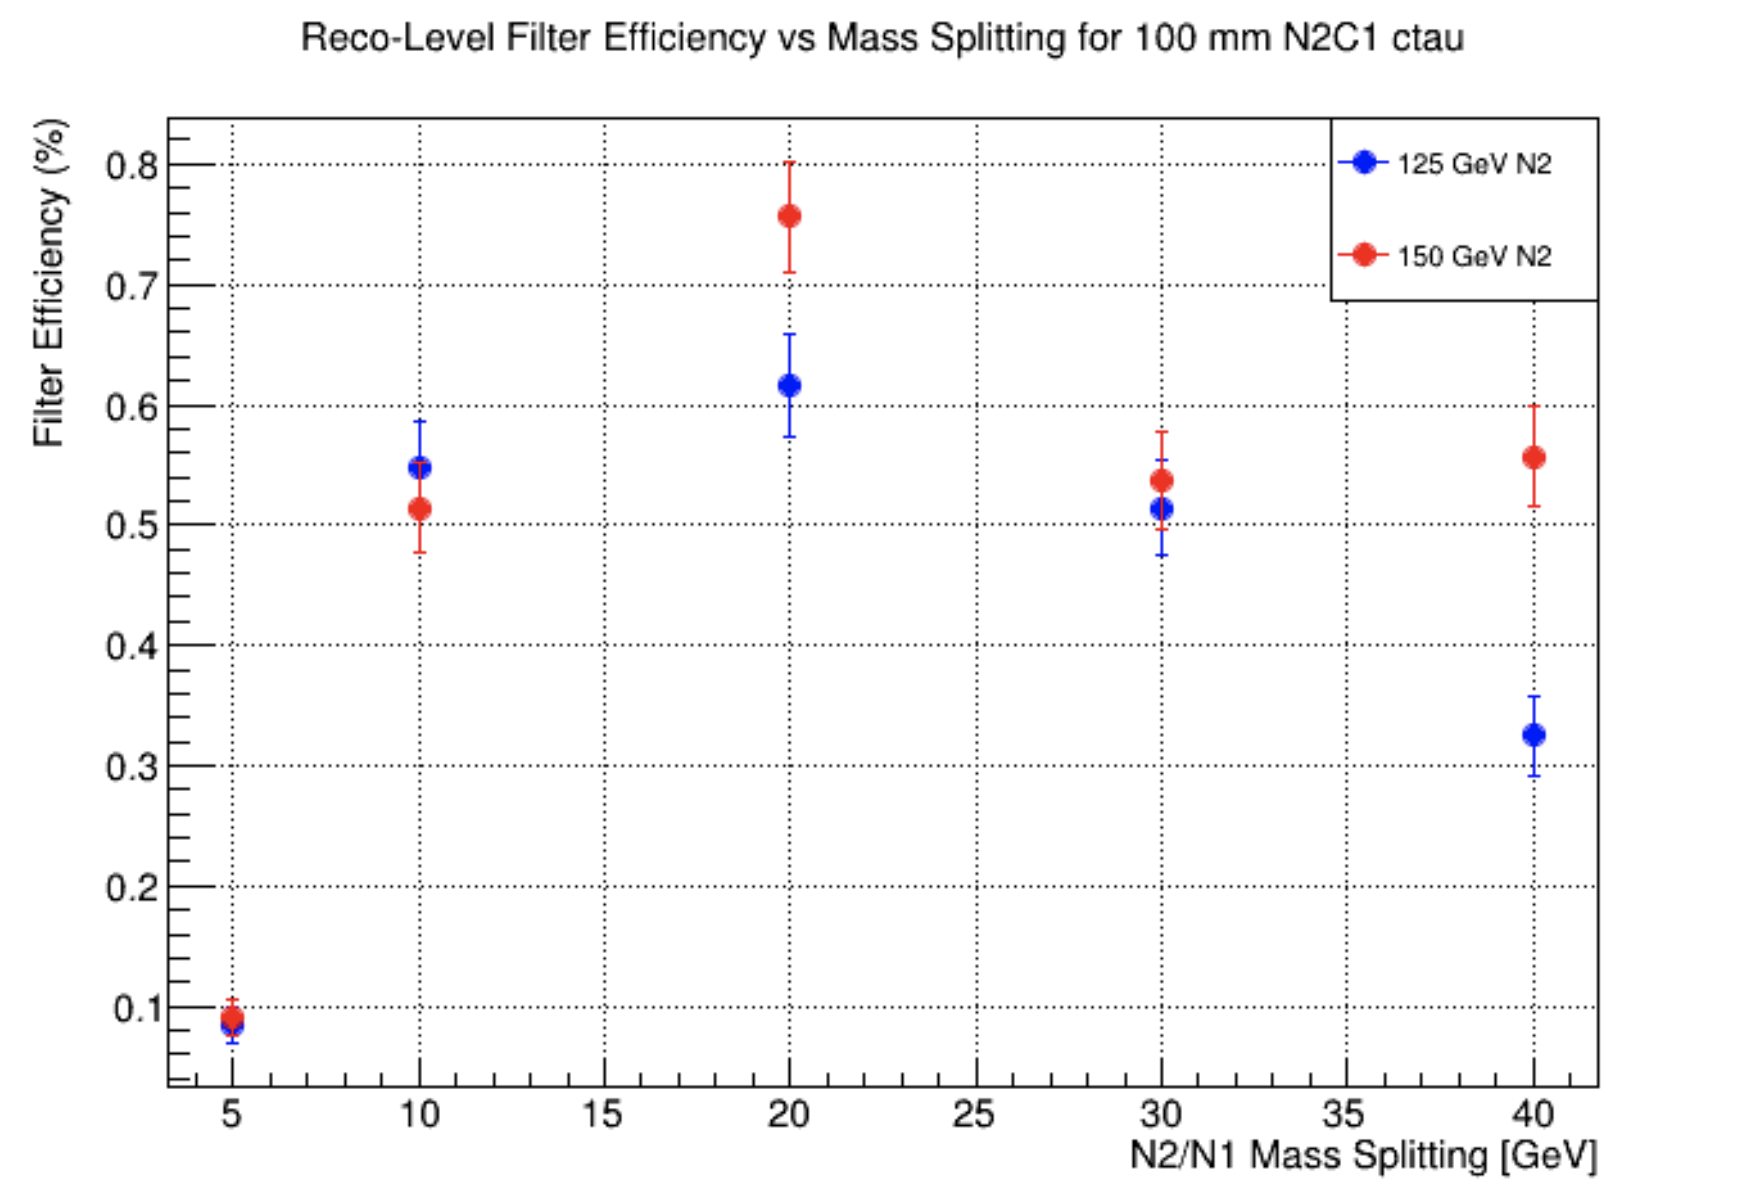 Reco-Level Filter Efficiency vs Mass Splitting for 100 mm N2C1 ctau
Filter Efficiency (%)
0.8
0.7
0.6
0.5
0.4
0.3
0.2
0.1
125 GeV N2
150 GeV N2
5 10 15 20 25 30 35 40
N2/N1 Mass Splitting [GeV]